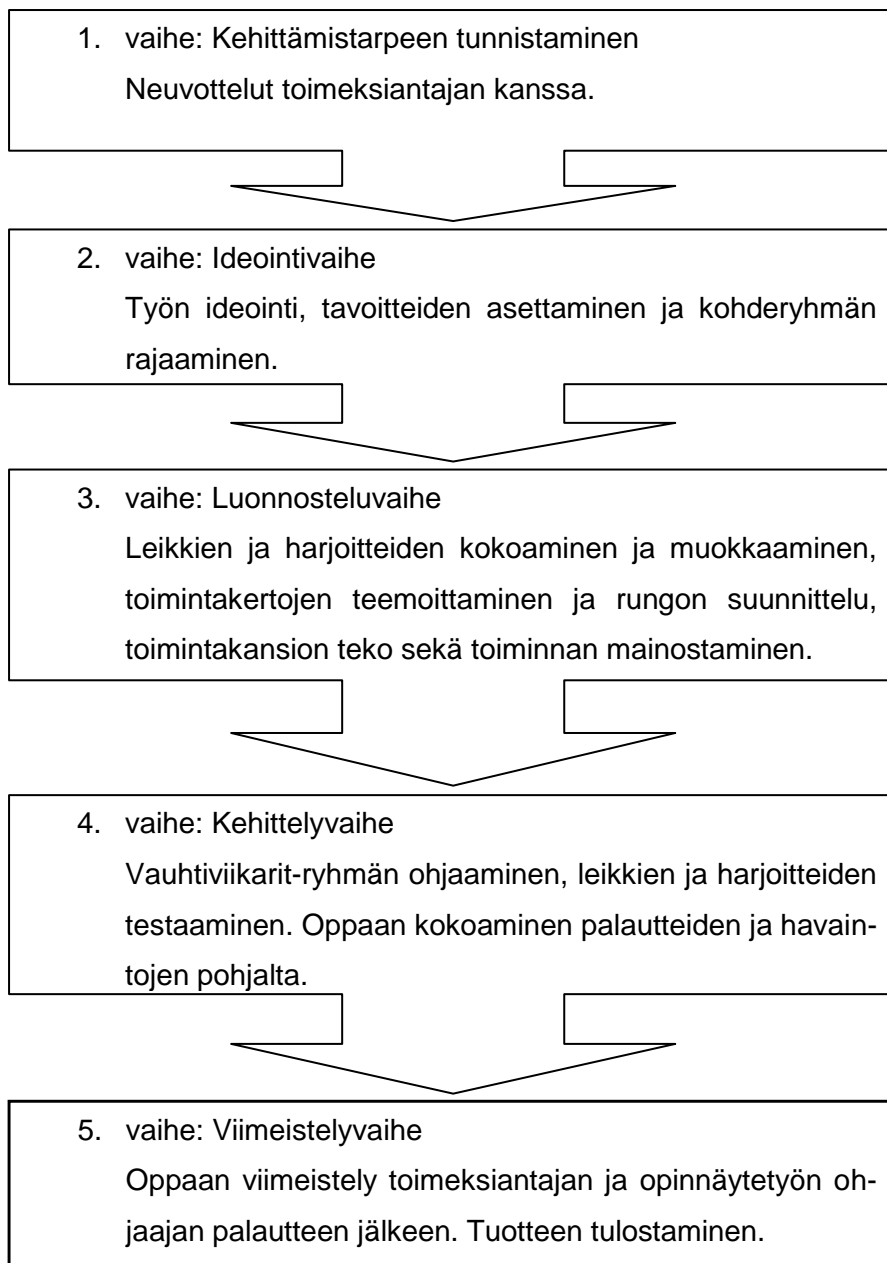 1. vaihe: Kehittämistarpeen tunnistaminen
Neuvottelut toimeksiantajan kanssa.
2. vaihe: Ideointivaihe
Työn ideointi, tavoitteiden asettaminen ja kohderyhmän
rajaaminen.
3. vaihe: Luonnosteluvaihe
Leikkien ja harjoitteiden kokoaminen ja muokkaaminen,
toimintakertojen teemoittaminen ja rungon suunnittelu,
toimintakansion teko sekä toiminnan mainostaminen.
4. vaihe: Kehittelyvaihe
Vauhtiviikarit-ryhmän ohjaaminen, leikkien ja harjoitteiden
testaaminen. Oppaan kokoaminen palautteiden ja havain-
tojen pohjalta.
5. vaihe: Viimeistelyvaihe
Oppaan viimeistely toimeksiantajan ja opinnäytetyön oh-
jaajan palautteen jälkeen. Tuotteen tulostaminen.